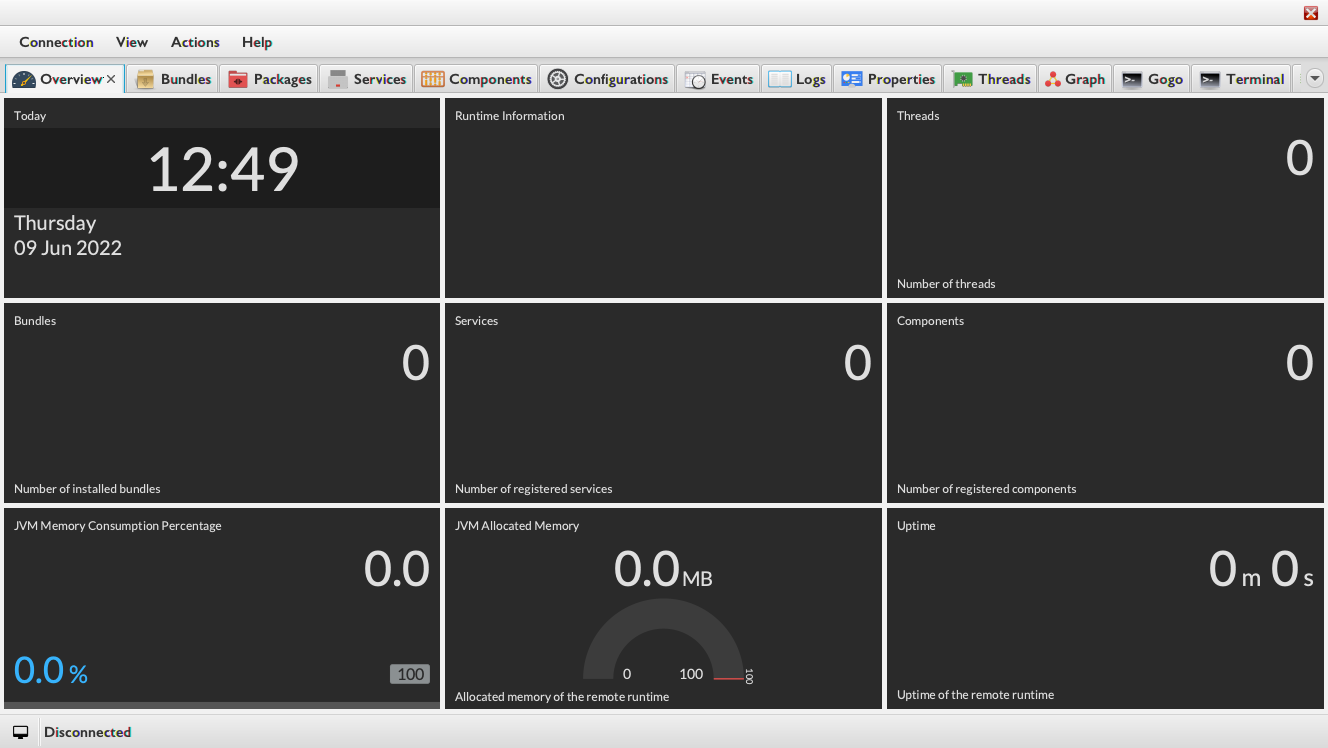 Connection View Actions Help
Overview Bundles Packages Services Components Configurations Events Logs Properties Threads Graph Gogo Terminal
Today
12:49
Thursday
09 Jun 2022
Runtime Information
Threads
0
Number of threads
Bundles
0
Number of installed bundles
Services
0
Number of registered services
Components
0
Number of registered components
JVM Memory Consumption Percentage
0.0
0.0 %
100
JVM Allocated Memory
0.0 MB
0 100 100
Allocated memory of the remote runtime
Uptime
0 m 0 s
Uptime of the remote runtime
Disconnected